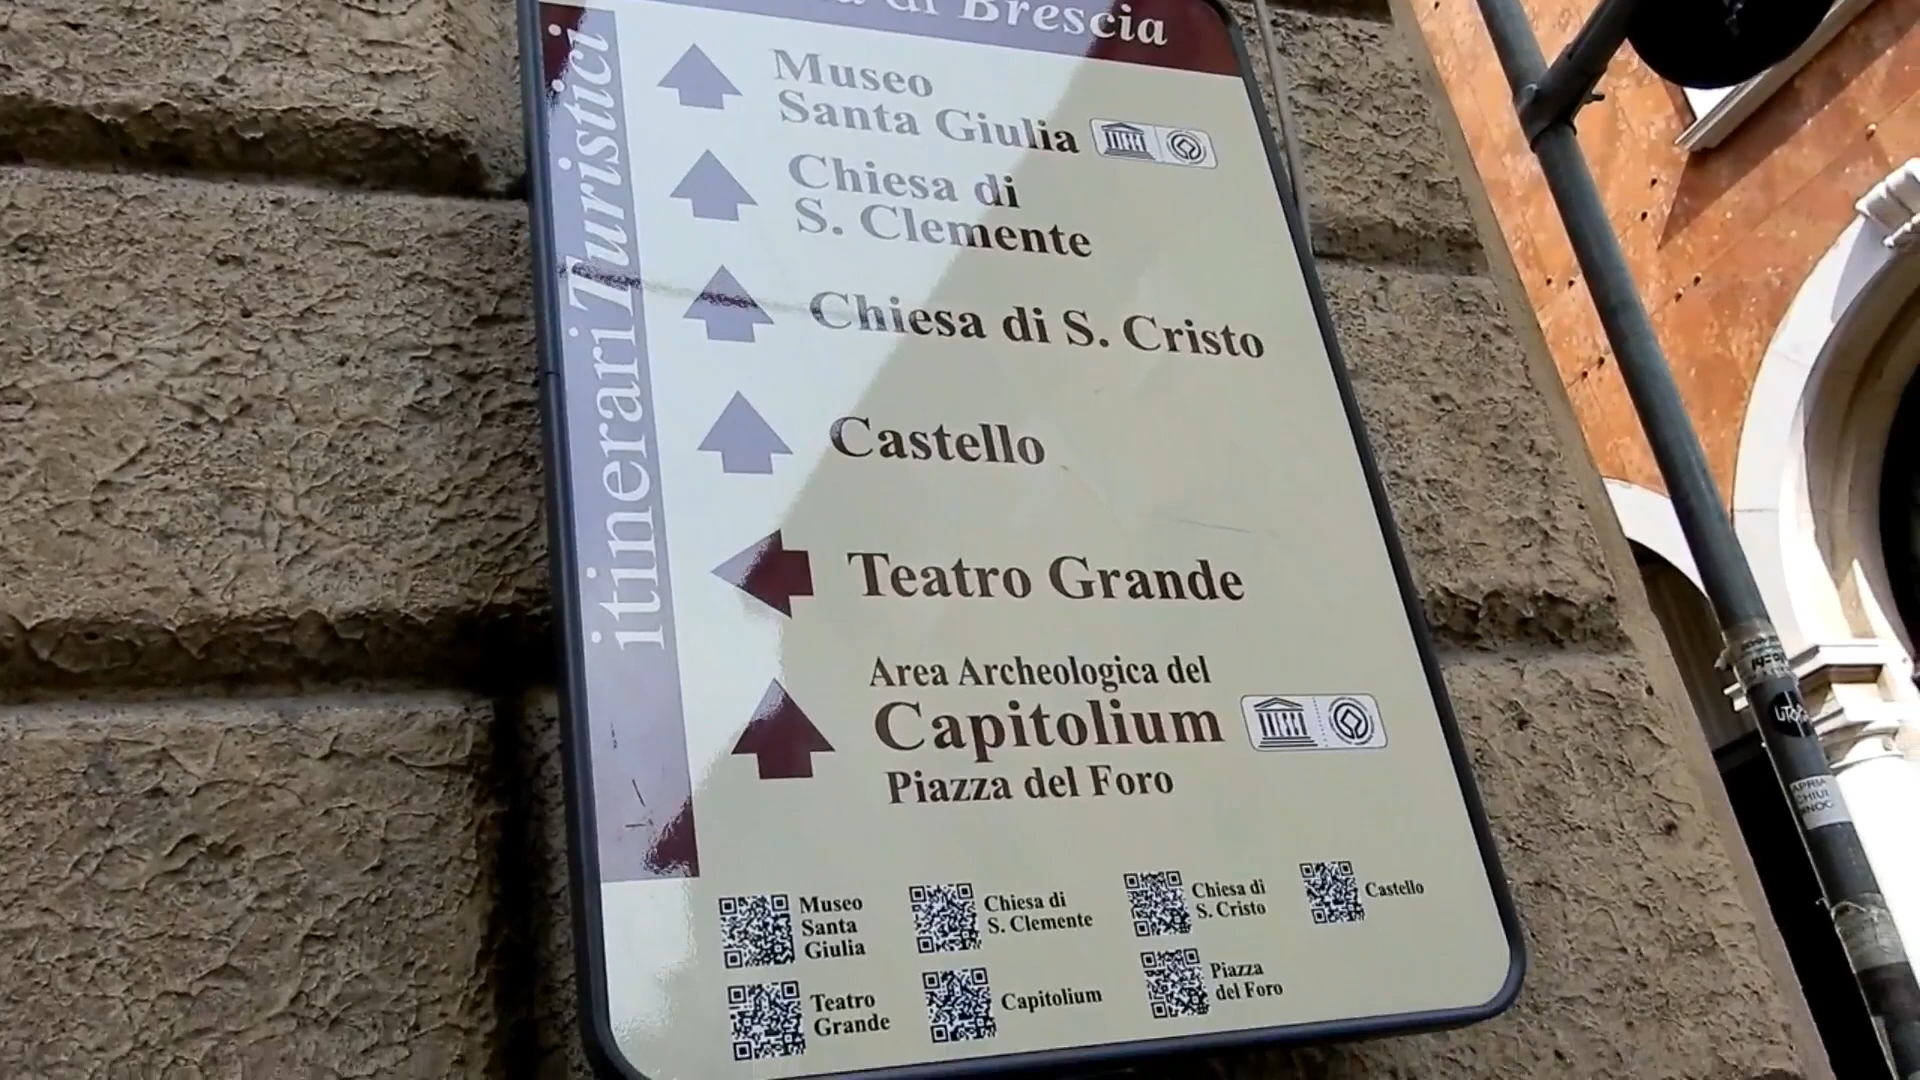 di Brescia
itinerariTuristici
Museo
Santa Giulia
Chiesa di
S. Clemente
Chiesa di S. Cristo
Castello
Teatro Grande
Area Archeologica del
Capitolium
Piazza del Foro
Museo
Santa
Giulia
Chiesa di
S. Clemente
Chiesa di
S. Cristo
Castello
Teatro
Grande
Capitolium
Piazza
del Foro